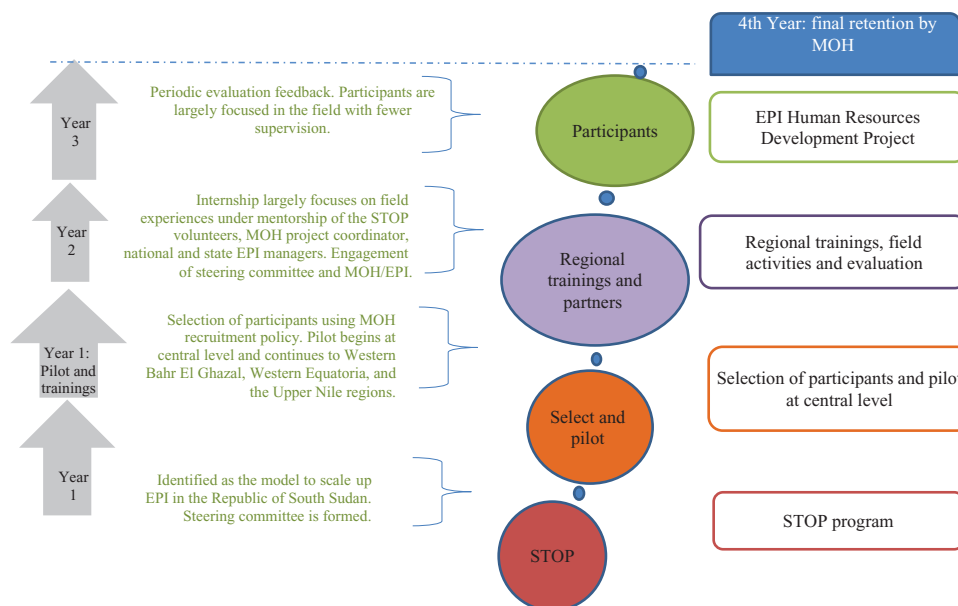 4th Year: final retention by
MOH
Year
3
Periodic evaluation feedback. Participants are
largely focused in the field with fewer
supervision.
Participants
EPI Human Resources
Development Project
Year
2
Internship largely focuses on field
experiences under mentorship of the STOP
volunteers, MOH project coordinator,
national and state EPI managers. Engagement
of steering committee and MOH/EPI.
Regional
trainings and
partners
Regional trainings, field
activities and evaluation
Year 1:
Pilot and
trainings
Selection of participants using MOH
recruitment policy. Pilot begins at
central level and continues to Western
Bahr El Ghazal, Western Equatoria, and
the Upper Nile regions.
Select and
pilot
Selection of participants and pilot
at central level
Year
1
Identified as the model to scale up
EPI in the Republic of South Sudan.
Steering committee is formed.
STOP
STOP program